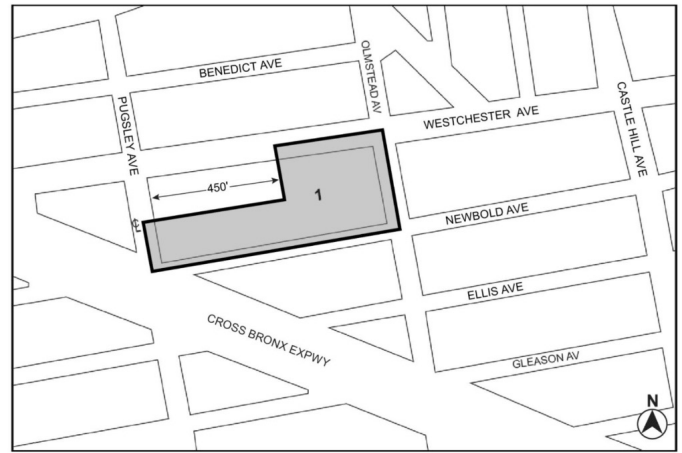 BENEDICT AVE
OLMSTEAD AV
PUGSLEY AVE
WESTCHESTER AVE
CASTLE HILL AVE
450'
1
NEWBOLD AVE
ELLIS AVE
CROSS BRONX EXPWY
GLEASON AV
N